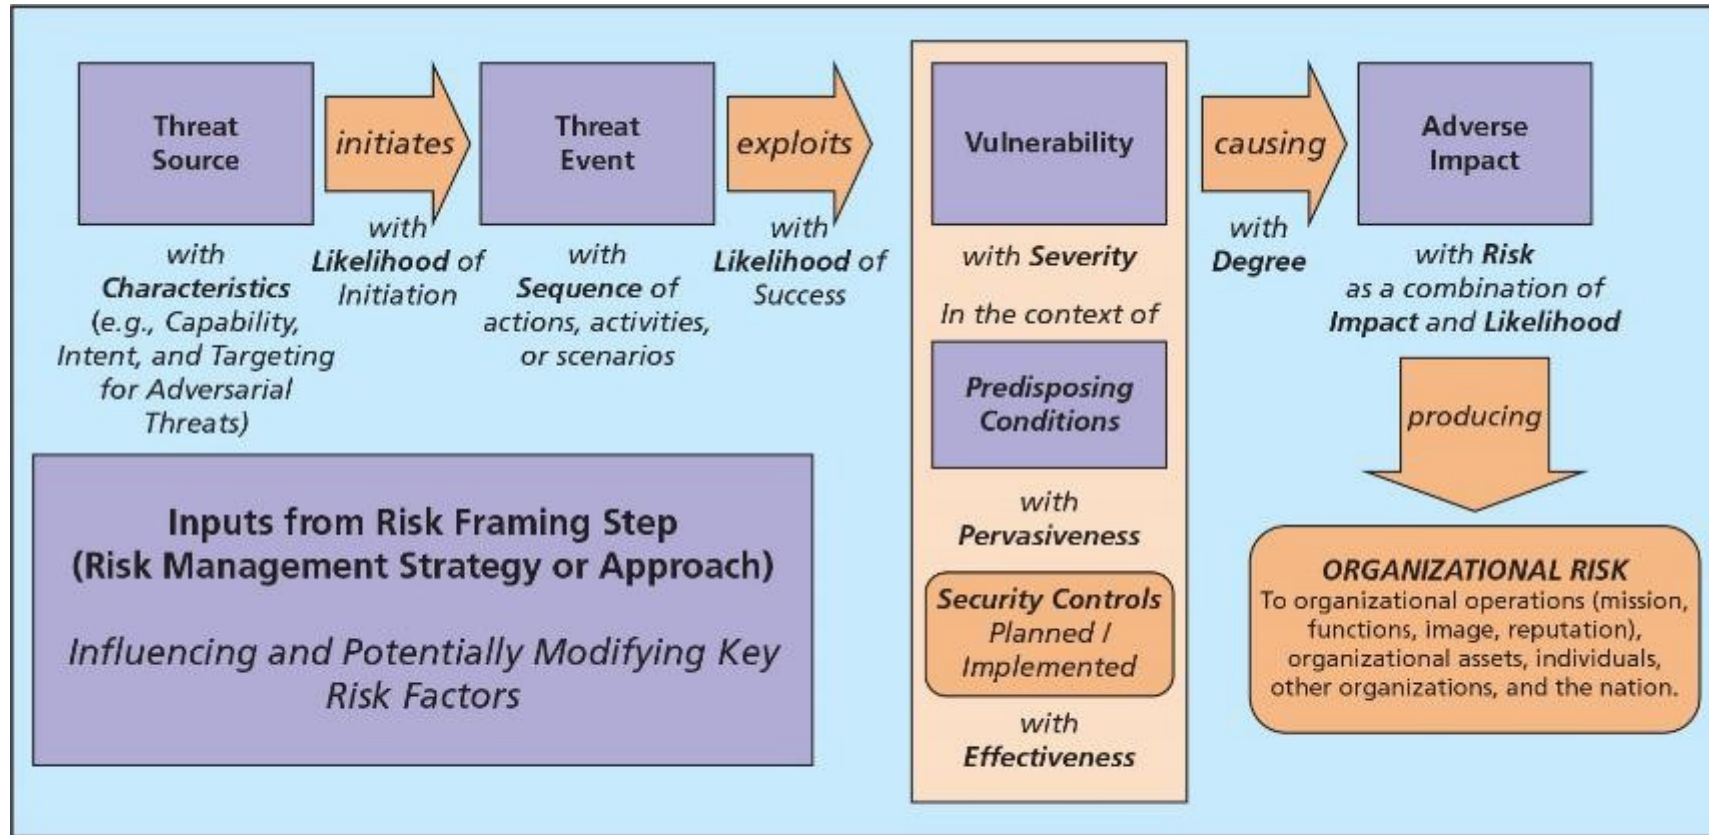 Threat
Source
initiates
Threat
Event
exploits
Vulnerability
causing
Adverse
Impact
with
Characteristics
(e.g., Capability,
Intent, and Targeting
for Adversarial
Threats)
with
Likelihood of
Initiation
with
Sequence of
actions, activities,
or scenarios
with
Likelihood of
Success
with Severity
In the context of
Predisposing
Conditions
with
Pervasiveness
Security Controls
Planned /
Implemented
with
Effectiveness
with
Degree
with Risk
as a combination of
Impact and Likelihood
producing
ORGANIZATIONAL RISK
To organizational operations (mission,
functions, image, reputation),
organizational assets, individuals,
other organizations, and the nation.
Inputs from Risk Framing Step
(Risk Management Strategy or Approach)
Influencing and Potentially Modifying Key
Risk Factors